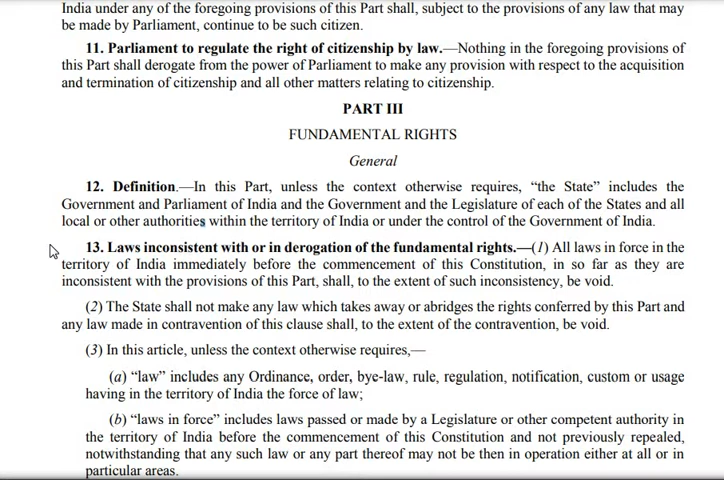 India under any of the foregoing provisions of this Part shall, subject to the provisions of any law that may
be made by Parliament, continue to be such citizen.
11. Parliament to regulate the right of citizenship by law.—Nothing in the foregoing provisions of
this Part shall derogate from the power of Parliament to make any provision with respect to the acquisition
and termination of citizenship and all other matters relating to citizenship.
PART III
FUNDAMENTAL RIGHTS
General
12. Definition.—In this Part, unless the context otherwise requires, “the State” includes the
Government and Parliament of India and the Government and the Legislature of each of the States and all
local or other authorities within the territory of India or under the control of the Government of India.
13. Laws inconsistent with or in derogation of the fundamental rights.—(1) All laws in force in the
territory of India immediately before the commencement of this Constitution, in so far as they are
inconsistent with the provisions of this Part, shall, to the extent of such inconsistency, be void.
(2) The State shall not make any law which takes away or abridges the rights conferred by this Part and
any law made in contravention of this clause shall, to the extent of the contravention, be void.
(3) In this article, unless the context otherwise requires,—
(a) “law” includes any Ordinance, order, bye-law, rule, regulation, notification, custom or usage
having in the territory of India the force of law;
(b) “laws in force” includes laws passed or made by a Legislature or other competent authority in
the territory of India before the commencement of this Constitution and not previously repealed,
notwithstanding that any such law or any part thereof may not be then in operation either at all or in
particular areas.